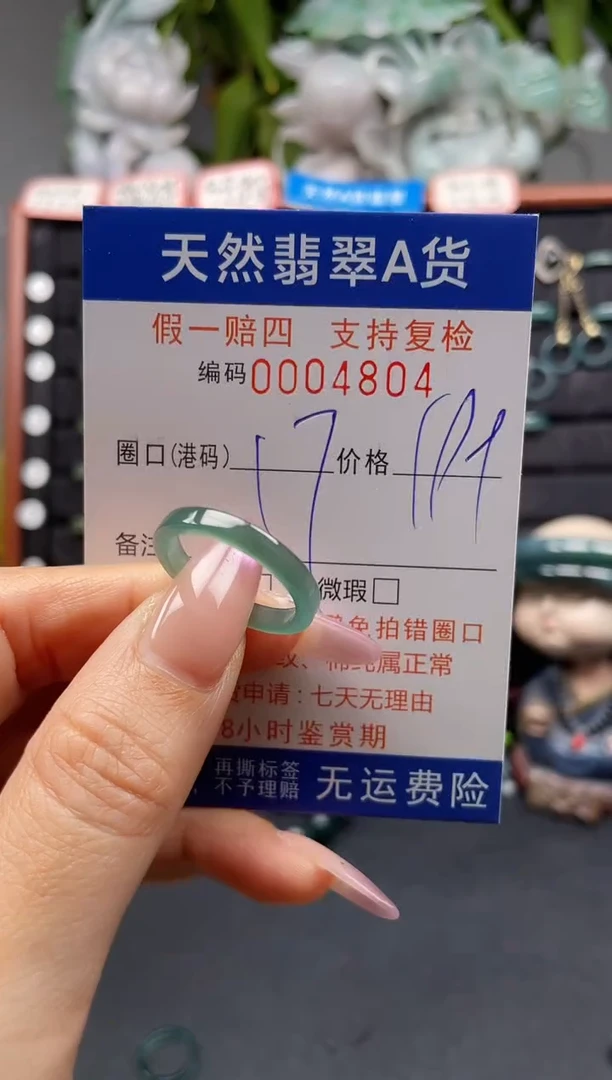 天然翡翠A货
假一赔四 支持复检
编码0004804
圈口(港码) 17 价格
备注
微瑕□
免拍错圈口
纹、棉纯属正常
申请:七天无理由
8小时鉴赏期
再撕标签
不予理赔
无运费险